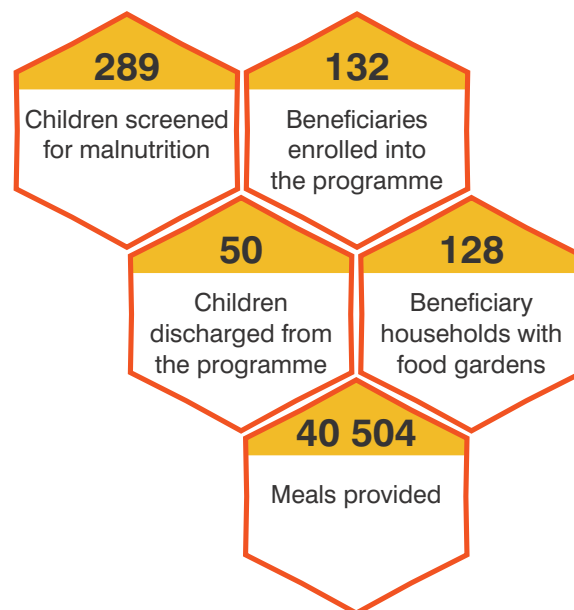 289
Children screened
for malnutrition
132
Beneficiaries
enrolled into
the programme
50
Children
discharged from
the programme
128
Beneficiary
households with
food gardens
40 504
Meals provided